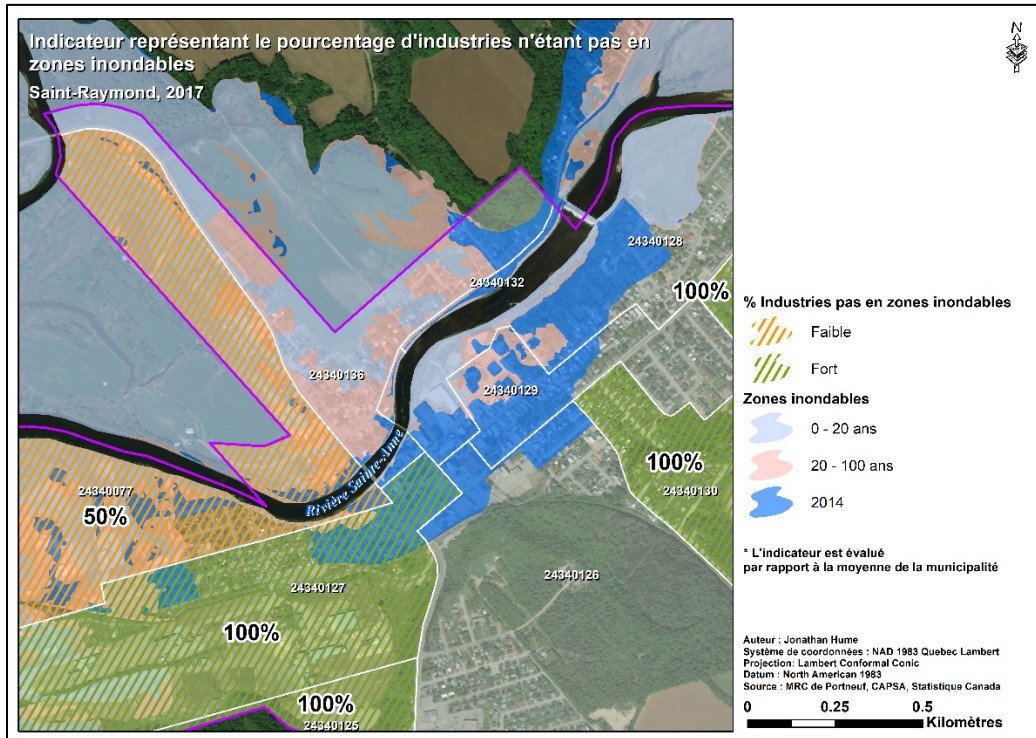 Indicateur représentant le pourcentage d'industries n'étant pas en
zones inondables
Saint-Raymond, 2017
N
24340128
24340132
100%
24340136
24340129
100%
24340130
Rivière Sainte-Anne
24340077
50%
24340126
24340127
100%
100%
24340125
% Industries pas en zones inondables
Faible
Fort
Zones inondables
0 - 20 ans
20 - 100 ans
2014
* L'indicateur est évalué
par rapport à la moyenne de la municipalité
Auteur : Jonathan Hume
Système de coordonnées : NAD 1983 Quebec Lambert
Projection: Lambert Conformal Conic
Datum : North American 1983
Source : MRC de Portneuf, CAPSA, Statistique Canada
0 0.25 0.5
Kilomètres